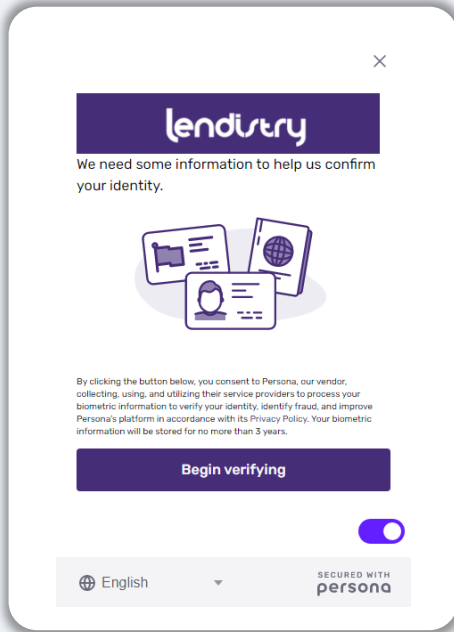 lendistry
We need some information to help us confirm
your identity.
By clicking the button below, you consent to Persona, our vendor,
collecting, using, and utilizing their service providers to process your
biometric information to verify your identity, identify fraud, and improve
Persona's platform in accordance with its Privacy Policy. Your biometric
information will be stored for no more than 3 years.
Begin verifying
English
SECURED WITH
persona